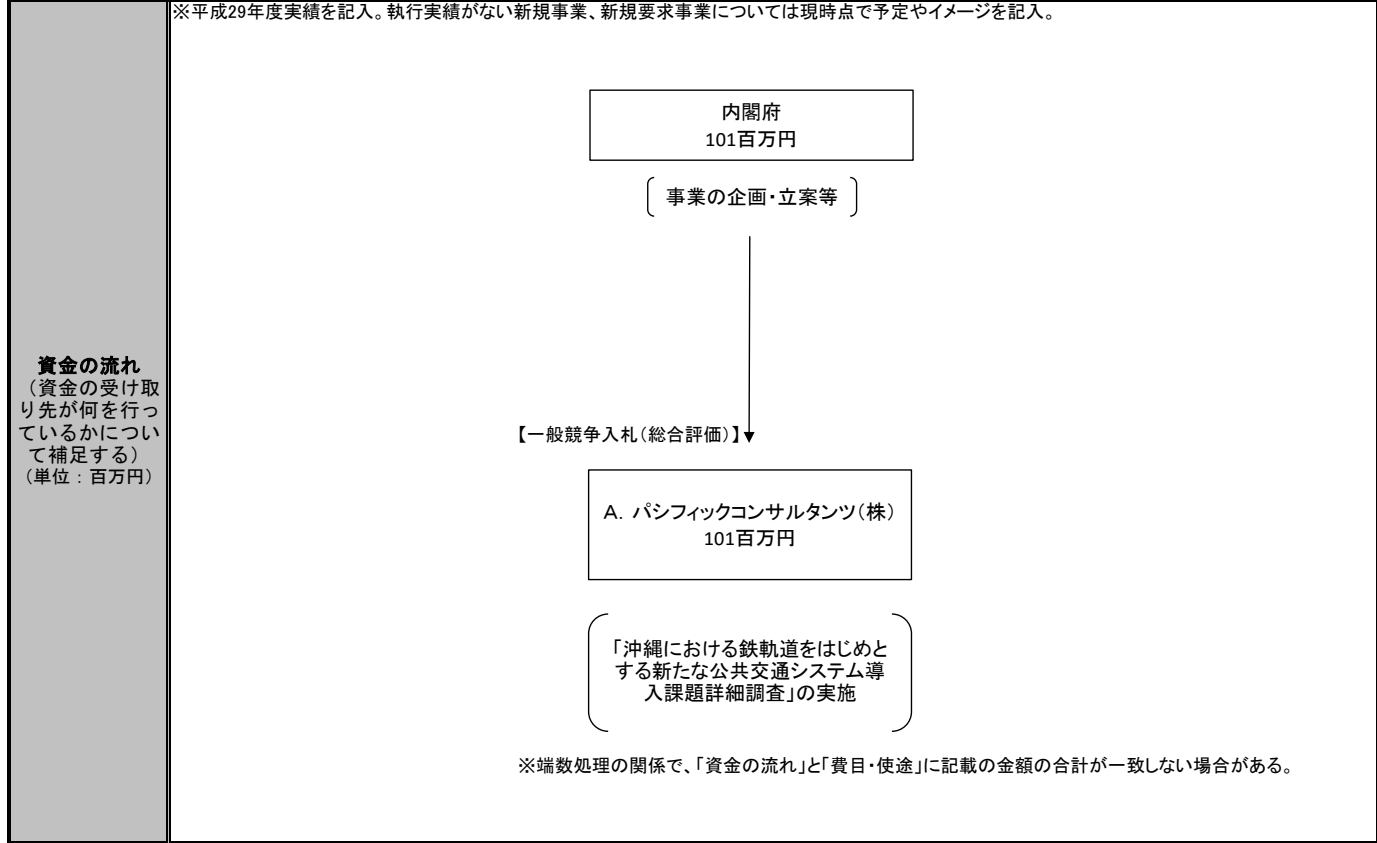 ※平成29年度実績を記入。執行実績がない新規事業、新規要求事業については現時点で予定やイメージを記入。
資金の流れ
（資金の受け取
り先が何を行っ
ているかについ
て補足する）
（単位：百万円）
内閣府
101百万円
事業の企画・立案等
【一般競争入札（総合評価）】
Ａ．パシフィックコンサルタンツ（株）
101百万円
「沖縄における鉄軌道をはじめと
する新たな公共交通システム導
入課題詳細調査」の実施
※端数処理の関係で、「資金の流れ」と「費目・使途」に記載の金額の合計が一致しない場合がある。